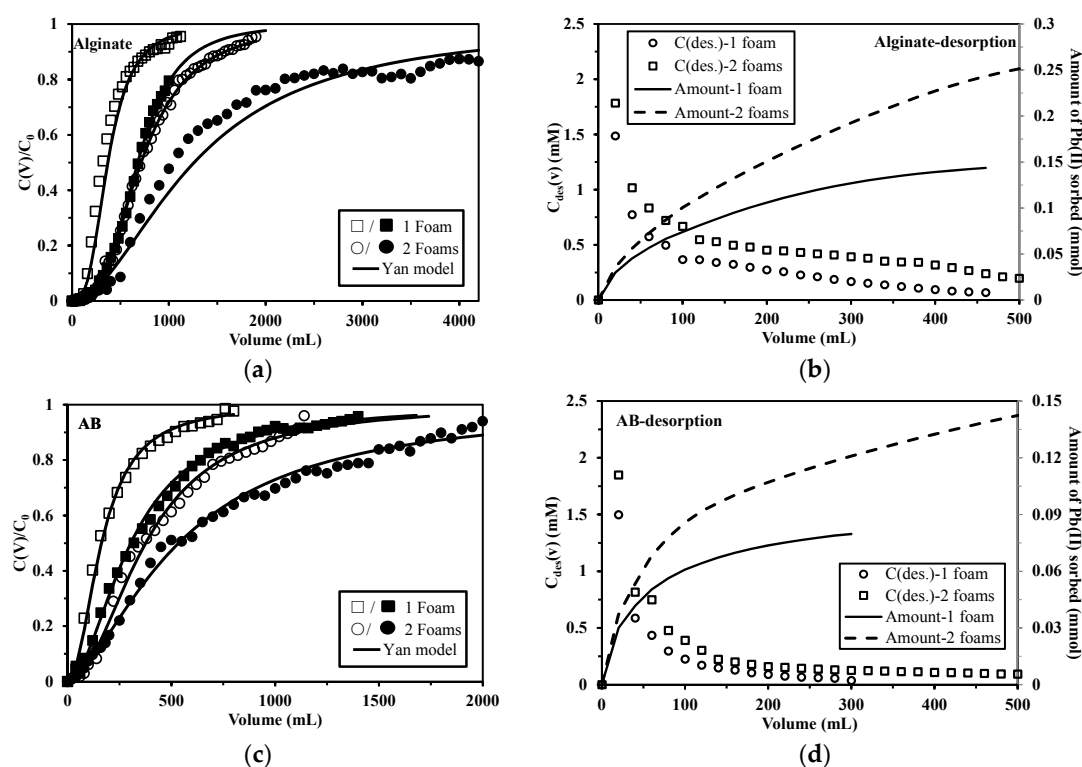 Alginate
C(V)/C0
1
0.8
0.6
0.4
0.2
0
0 1000 2000 3000 4000
Volume (mL)
□/■ 1 Foam
○/● 2 Foams
Yan model
(a)
Alginate-desorption
C(des.)-1 foam
C(des.)-2 foams
Amount-1 foam
Amount-2 foams
Cdes(v) (mM)
2.5
2
1.5
1
0.5
0
0 100 200 300 400 500
Volume (mL)
0.3
0.25
0.2
0.15
0.1
0.05
0
Amount of Pb(II) sorbed (mmol)
(b)
AB
C(V)/C0
1
0.8
0.6
0.4
0.2
0
0 500 1000 1500 2000
Volume (mL)
□/■ 1 Foam
○/● 2 Foams
Yan model
(c)
AB-desorption
C(des.)-1 foam
C(des.)-2 foams
Amount-1 foam
Amount-2 foams
Cdes(v) (mM)
2.5
2
1.5
1
0.5
0
0 100 200 300 400 500
Volume (mL)
0.15
0.12
0.09
0.06
0.03
0
Amount of Pb(II) sorbed (mmol)
(d)